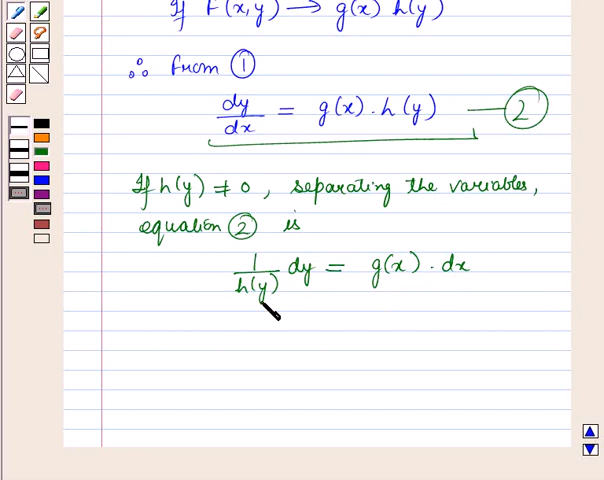 If F(x,y) → g(x) h(y)
∴ from ①
dy/dx = g(x) · h(y) — ②
If h(y) ≠ 0, separating the variables,
equation ② is
1/h(y) dy = g(x) · dx